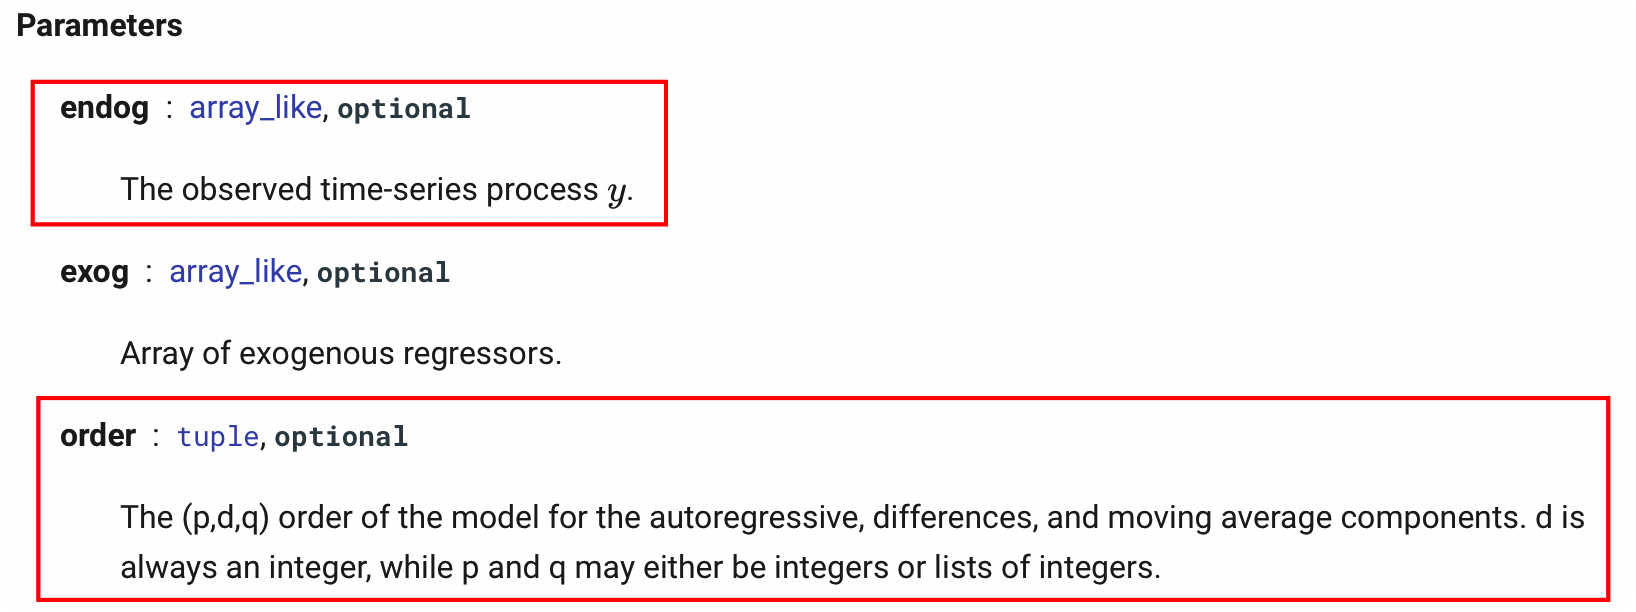 Parameters
endog : array_like, optional
The observed time-series process y.
exog : array_like, optional
Array of exogenous regressors.
order : tuple, optional
The (p,d,q) order of the model for the autoregressive, differences, and moving average components. d is
always an integer, while p and q may either be integers or lists of integers.